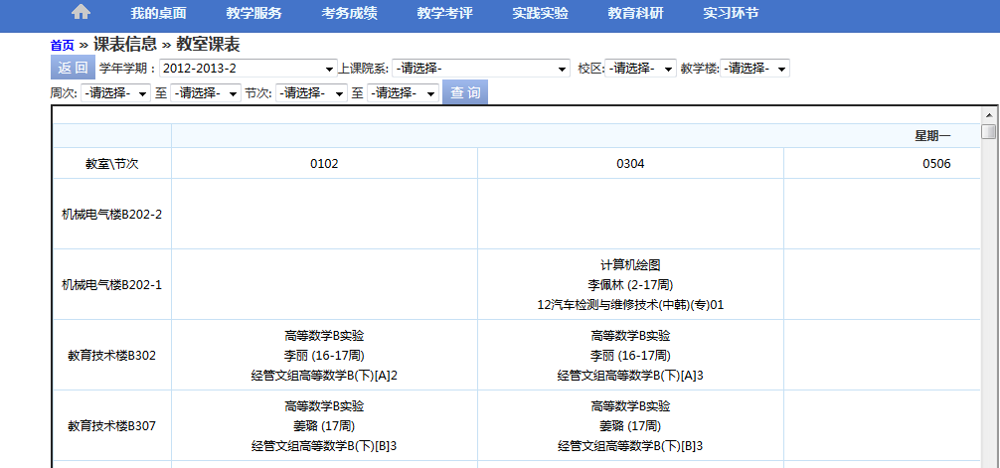 我的桌面 教学服务 考务成绩 教学考评 实践实验 教育科研 实习环节
首页 » 课表信息 » 教室课表
返 回 学年学期： 2012-2013-2 上课院系: -请选择- 校区: -请选择- 教学楼: -请选择-
周次: -请选择- 至 -请选择- 节次: -请选择- 至 -请选择- 查 询
星期一
教室\节次 0102 0304 0506
机械电气楼B202-2
机械电气楼B202-1
计算机绘图
李佩林 (2-17周)
12汽车检测与维修技术(中韩)(专)01
教育技术楼B302
高等数学B实验
李丽 (16-17周)
经管文组高等数学B(下)[A]2
高等数学B实验
李丽 (16-17周)
经管文组高等数学B(下)[A]3
教育技术楼B307
高等数学B实验
姜璐 (17周)
经管文组高等数学B(下)[B]3
高等数学B实验
姜璐 (17周)
经管文组高等数学B(下)[B]3